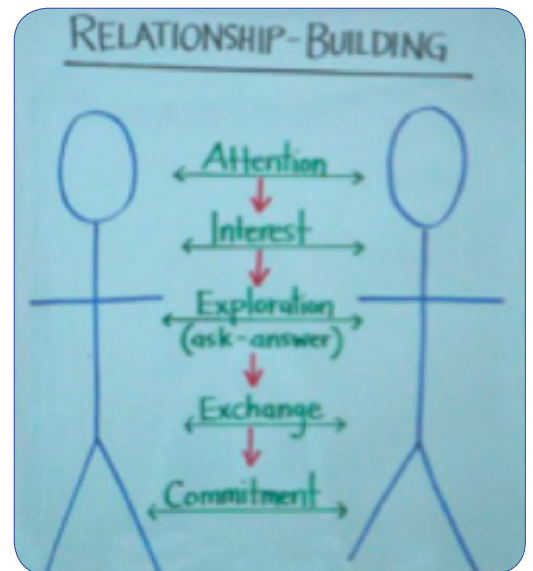 RELATIONSHIP-BUILDING
Attention
Interest
Exploration
(ask-answer)
Exchange
Commitment